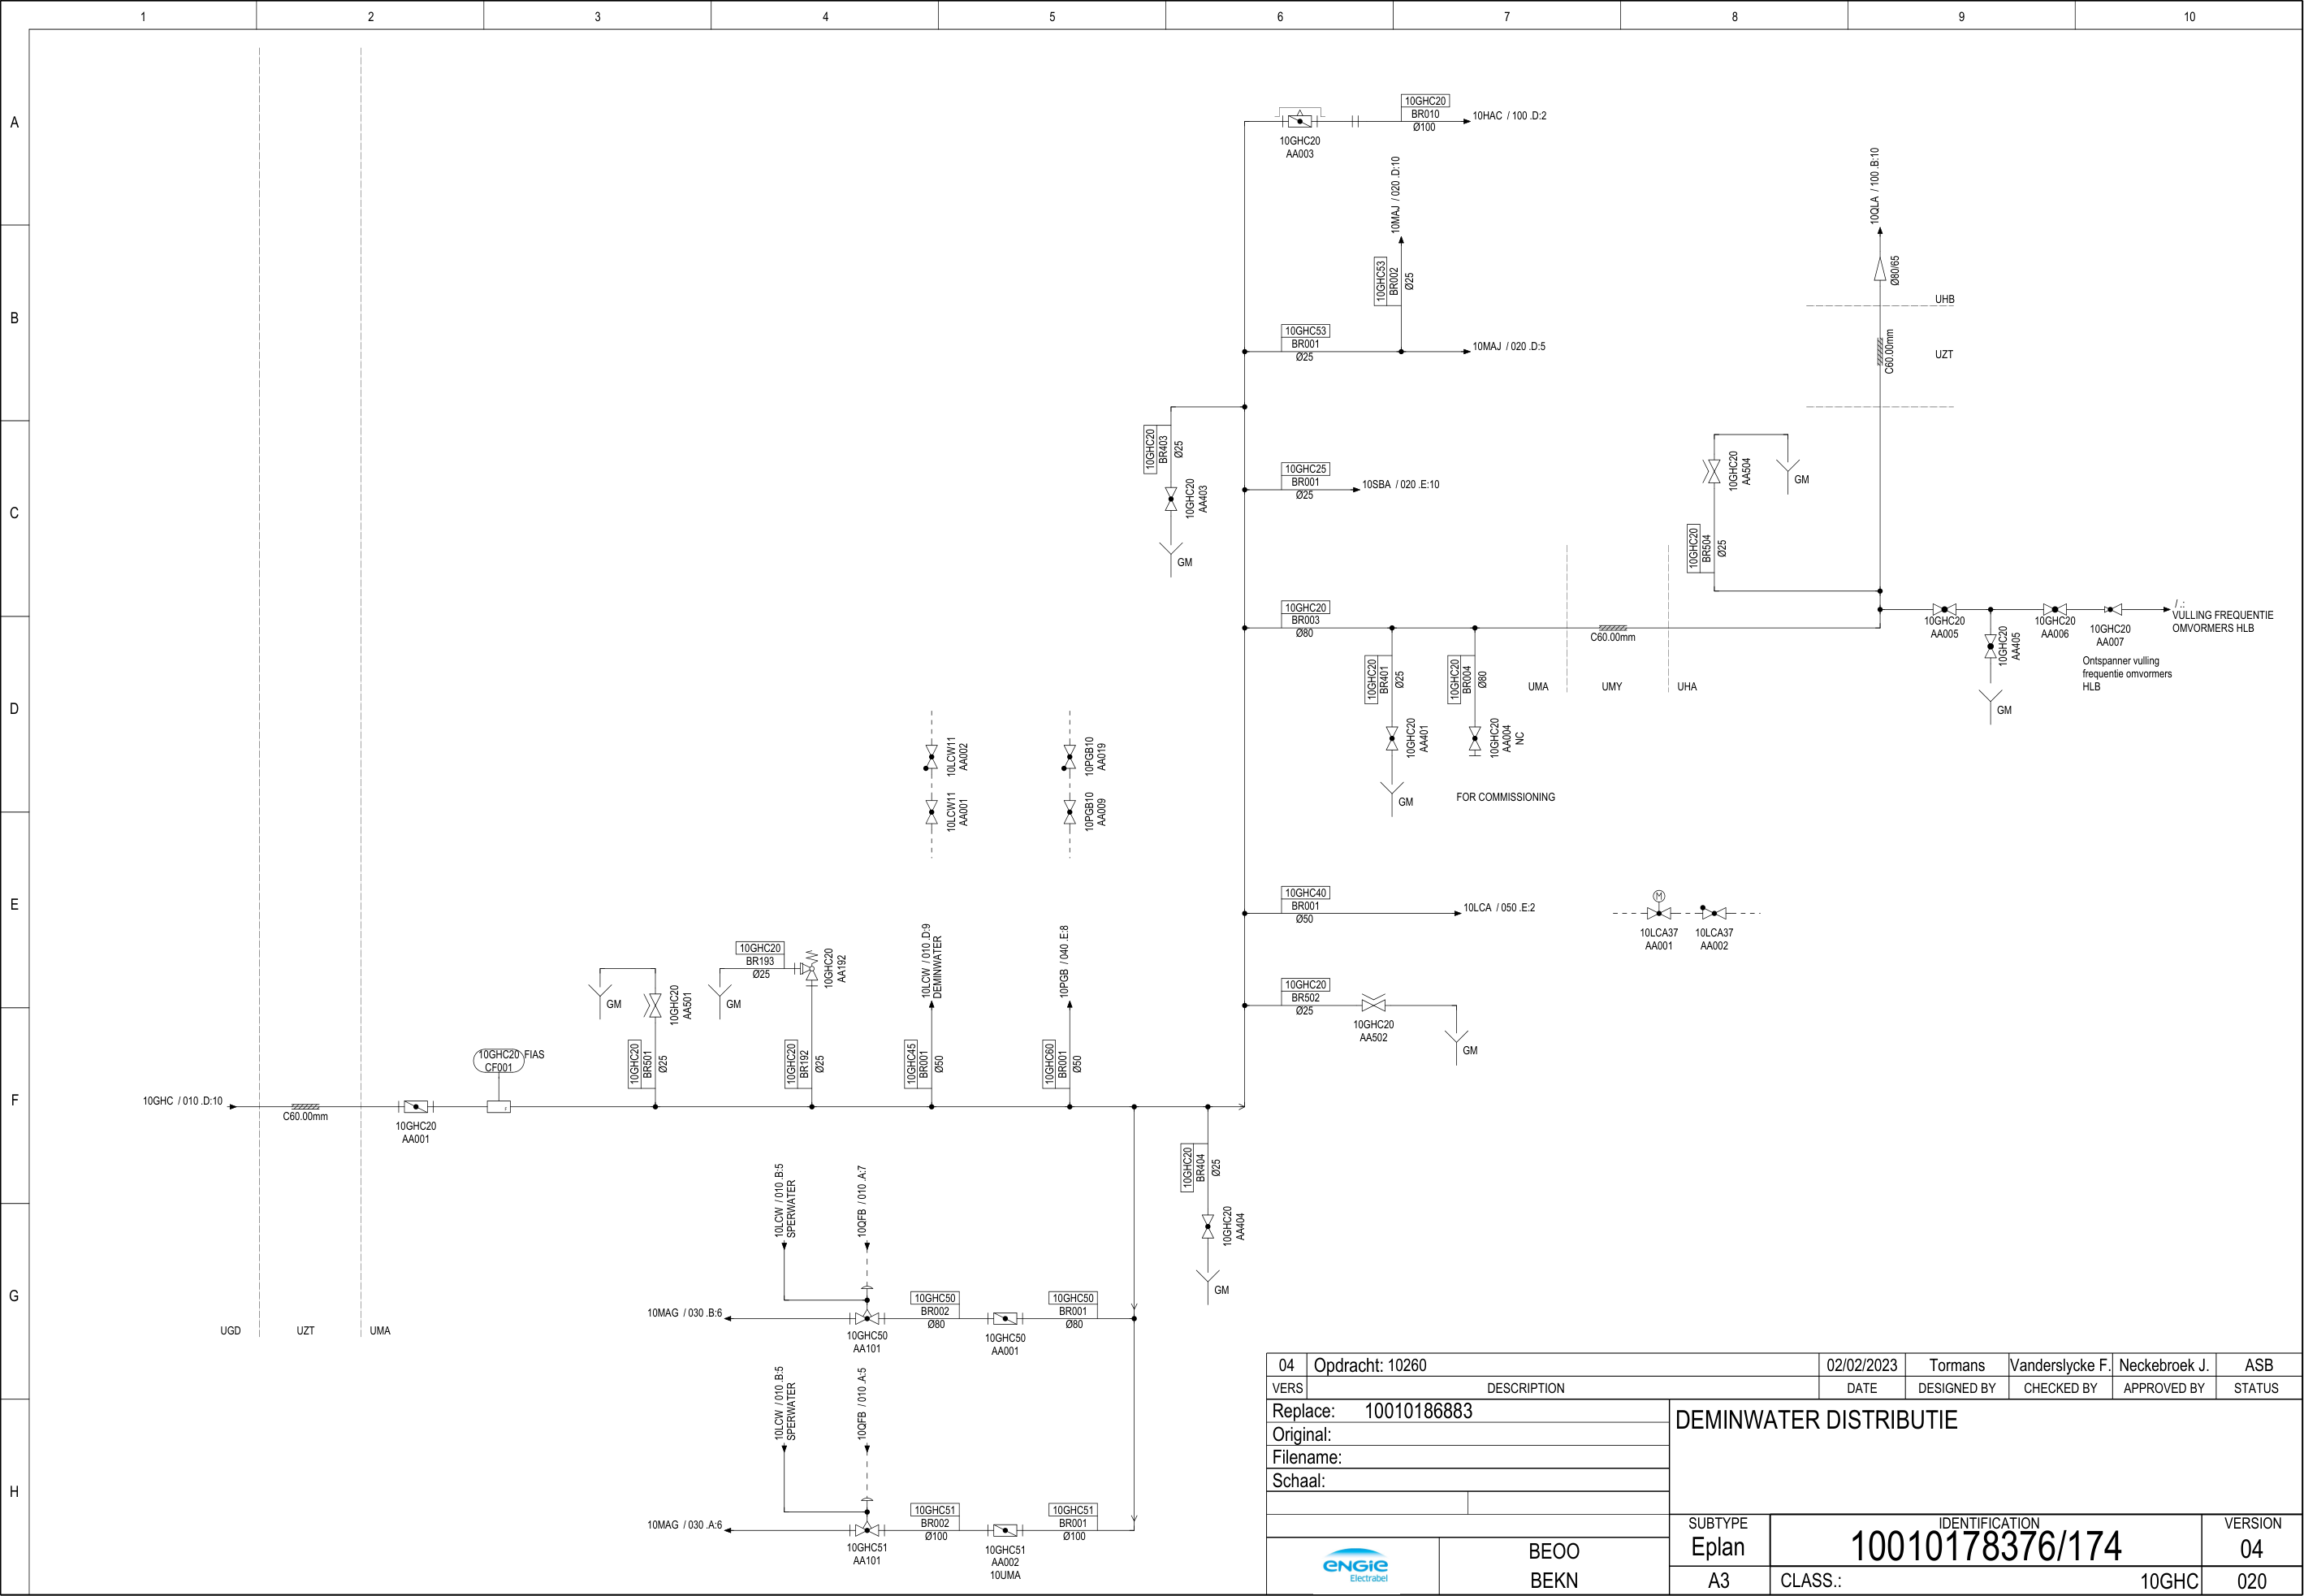 1 2 3 4 5 6 7 8 9 10
A
B
C
D
E
F
G
H
10GHC20
BR010
Ø100
10HAC / 100 .D:2
10GHC20
AA003
10MAJ / 020 .D:10
10GHC53
BR002
Ø25
10GHC53
BR001
Ø25
10MAJ / 020 .D:5
10QLA / 100 .B:10
Ø80/65
UHB
C60.00mm
UZT
10GHC20
BR403
Ø25
10GHC20
AA403
GM
10GHC25
BR001
Ø25
10SBA / 020 .E:10
10GHC20
AA504
GM
10GHC20
BR504
Ø25
10GHC20
BR003
Ø80
C60.00mm
10GHC20
BR401
Ø25
10GHC20
AA401
GM
10GHC20
BR004
Ø80
10GHC20
AA004
NC
FOR COMMISSIONING
UMA
UMY
UHA
10GHC20
AA005
10GHC20
AA405
GM
10GHC20
AA006
10GHC20
AA007
Ontspanner vulling
frequentie omvormers
HLB
/ .:
VULLING FREQUENTIE
OMVORMERS HLB
10LCW11
AA002
10LCW11
AA001
10PGB10
AA019
10PGB10
AA009
10GHC40
BR001
Ø50
10LCA / 050 .E:2
M
10LCA37
AA001
10LCA37
AA002
10GHC20
BR502
Ø25
10GHC20
AA502
GM
10GHC / 010 .D:10
C60.00mm
10GHC20
AA001
10GHC20 FIAS
CF001
F
GM
10GHC20
AA501
10GHC20
BR501
Ø25
10GHC20
BR193
Ø25
GM
10GHC20
AA192
10GHC20
BR192
Ø25
10LCW / 010 .D:9
DEMINWATER
10GHC45
BR001
Ø50
10PGB / 040 .E:8
10GHC60
BR001
Ø50
10GHC20
BR404
Ø25
10GHC20
AA404
GM
UGD
UZT
UMA
10LCW / 010 .B:5
SPERWATER
10QFB / 010 .A:7
10MAG / 030 .B:6
10GHC50
AA101
10GHC50
BR002
Ø80
10GHC50
AA001
10GHC50
BR001
Ø80
10LCW / 010 .B:5
SPERWATER
10QFB / 010 .A:5
10MAG / 030 .A:6
10GHC51
AA101
10GHC51
BR002
Ø100
10GHC51
AA002
10UMA
10GHC51
BR001
Ø100
04 Opdracht: 10260 02/02/2023 Tormans Vanderslycke F. Neckebroek J. ASB
VERS DESCRIPTION DATE DESIGNED BY CHECKED BY APPROVED BY STATUS
Replace: 10010186883
Original:
Filename:
Schaal:
DEMINWATER DISTRIBUTIE
ENGIE
Electrabel
BEOO
BEKN
SUBTYPE
Eplan
A3
IDENTIFICATION
10010178376/174
CLASS.: 10GHC
VERSION
04
020